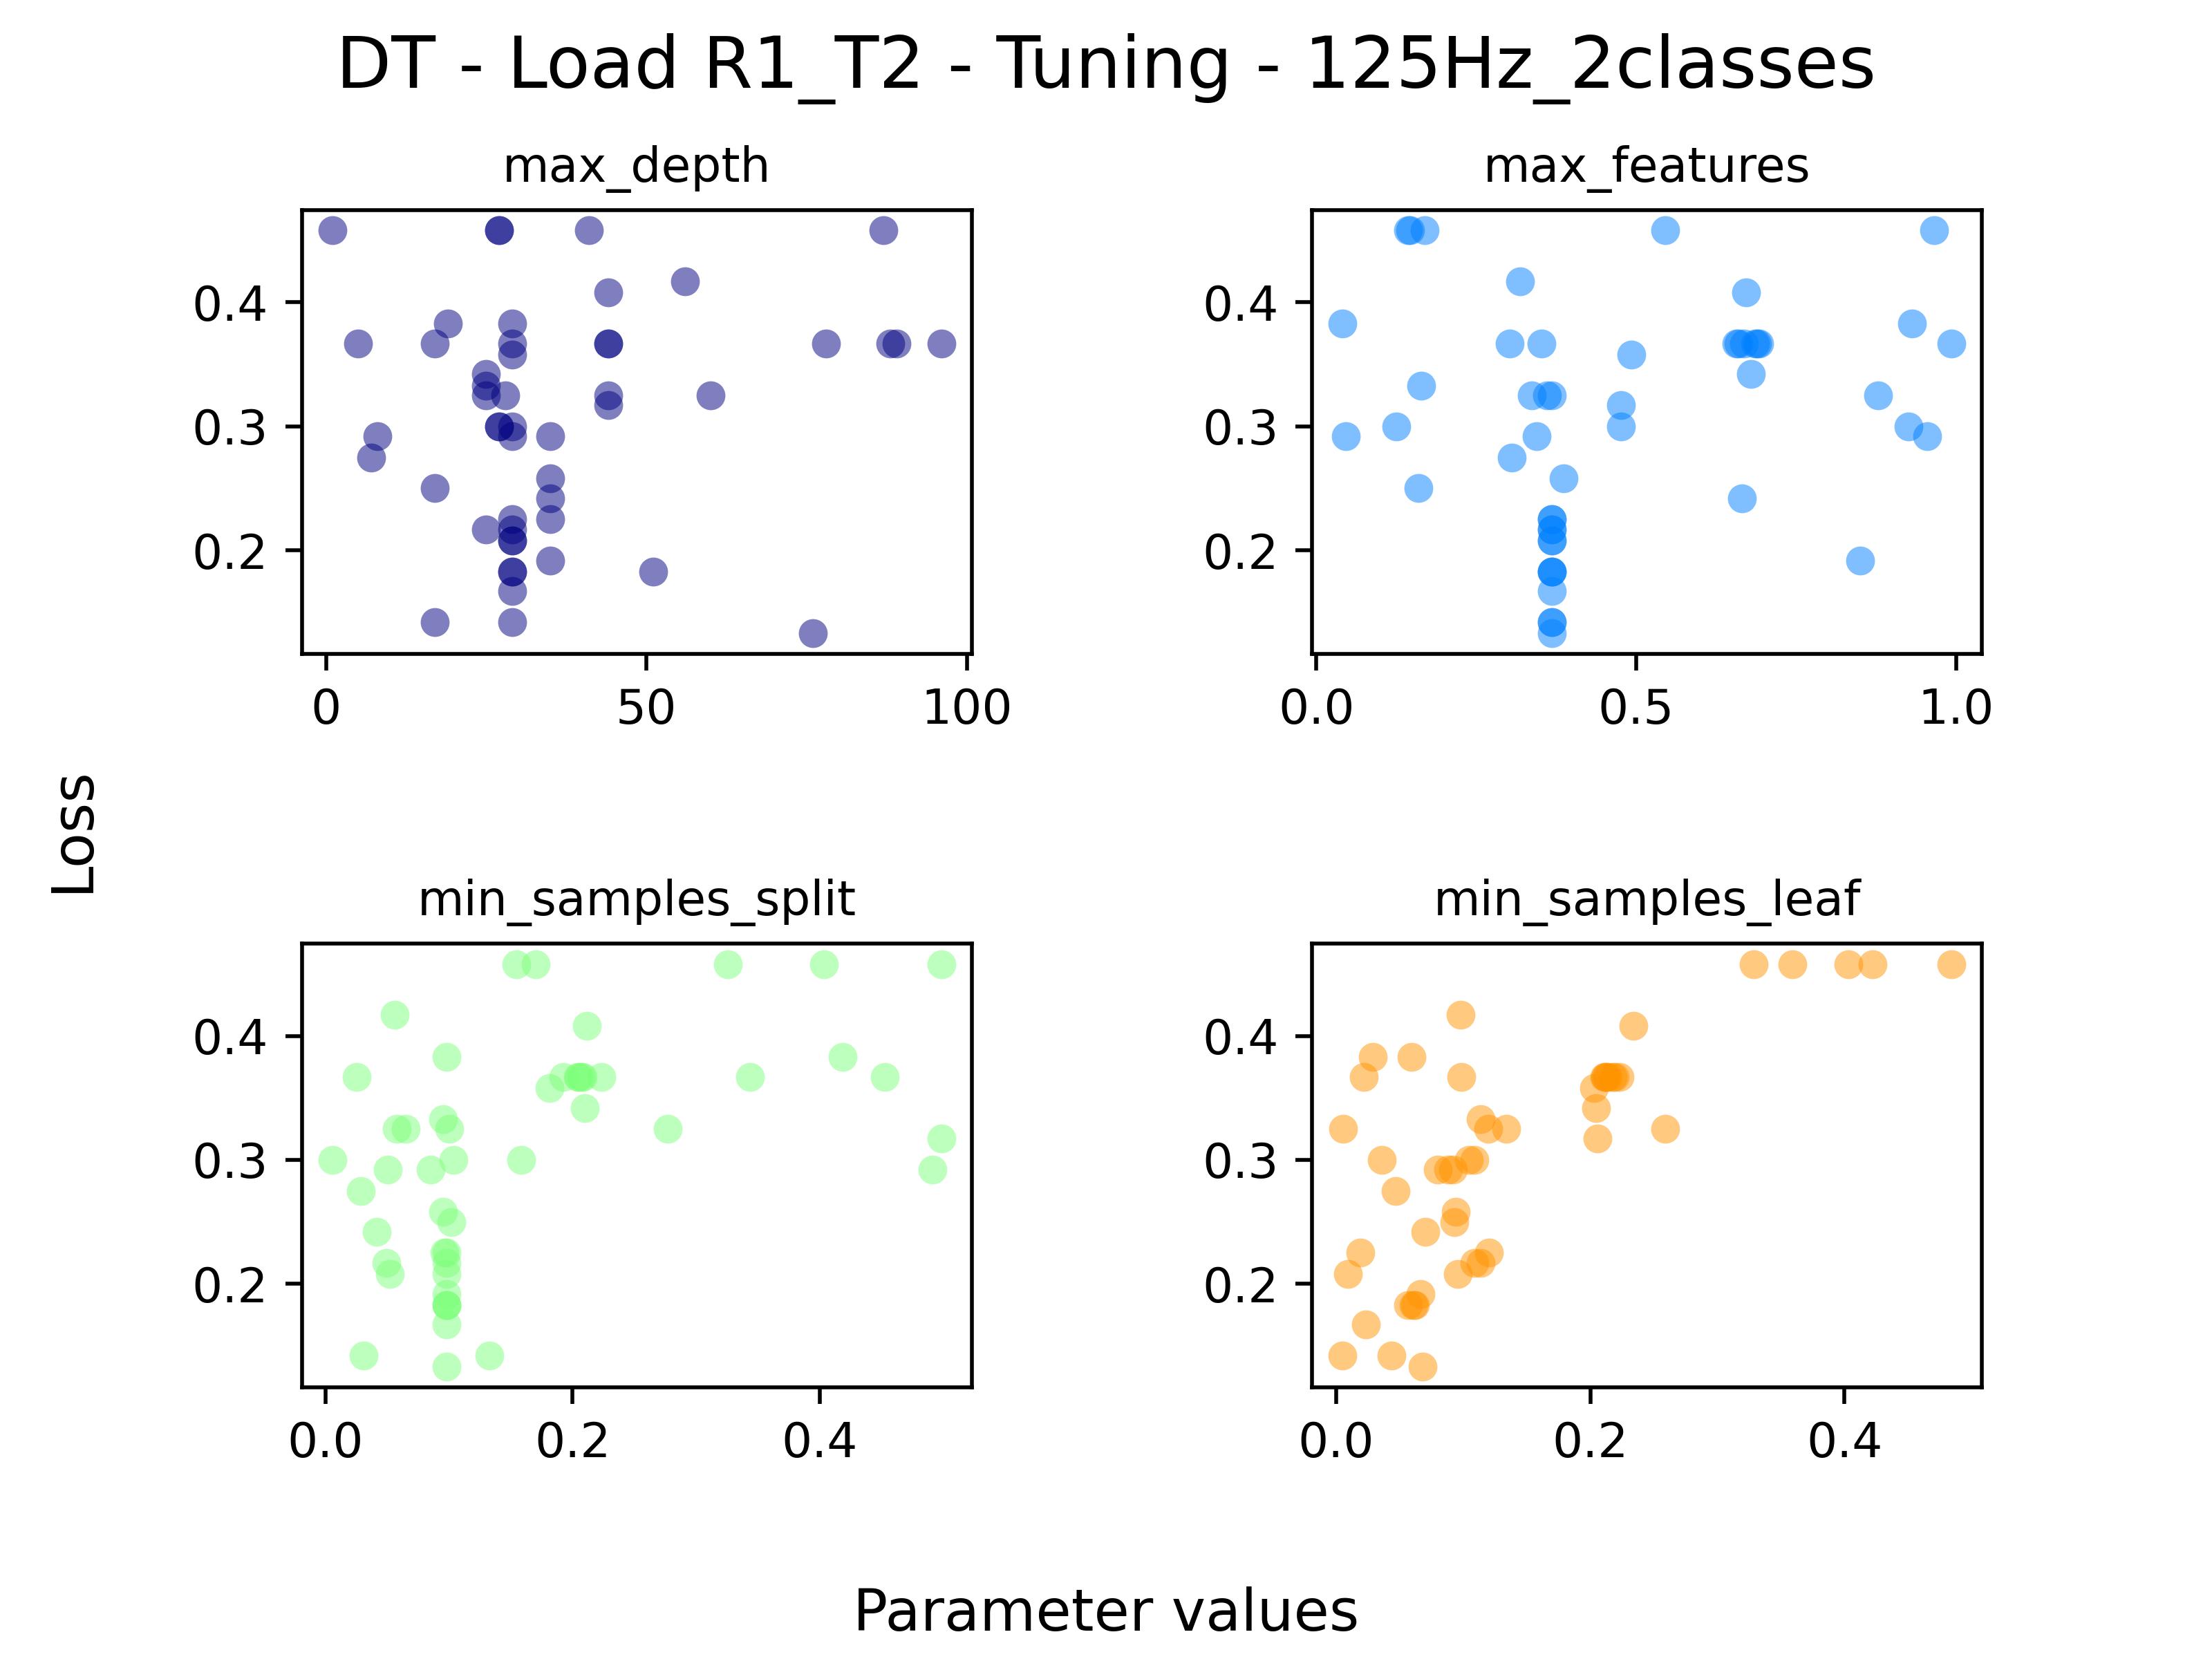 DT - Load R1_T2 - Tuning - 125Hz_2classes
max_depth
max_features
0.4
0.3
0.2
0.4
0.3
0.2
0 50 100
0.0 0.5 1.0
Loss
min_samples_split
min_samples_leaf
0.4
0.3
0.2
0.4
0.3
0.2
0.0 0.2 0.4
0.0 0.2 0.4
Parameter values